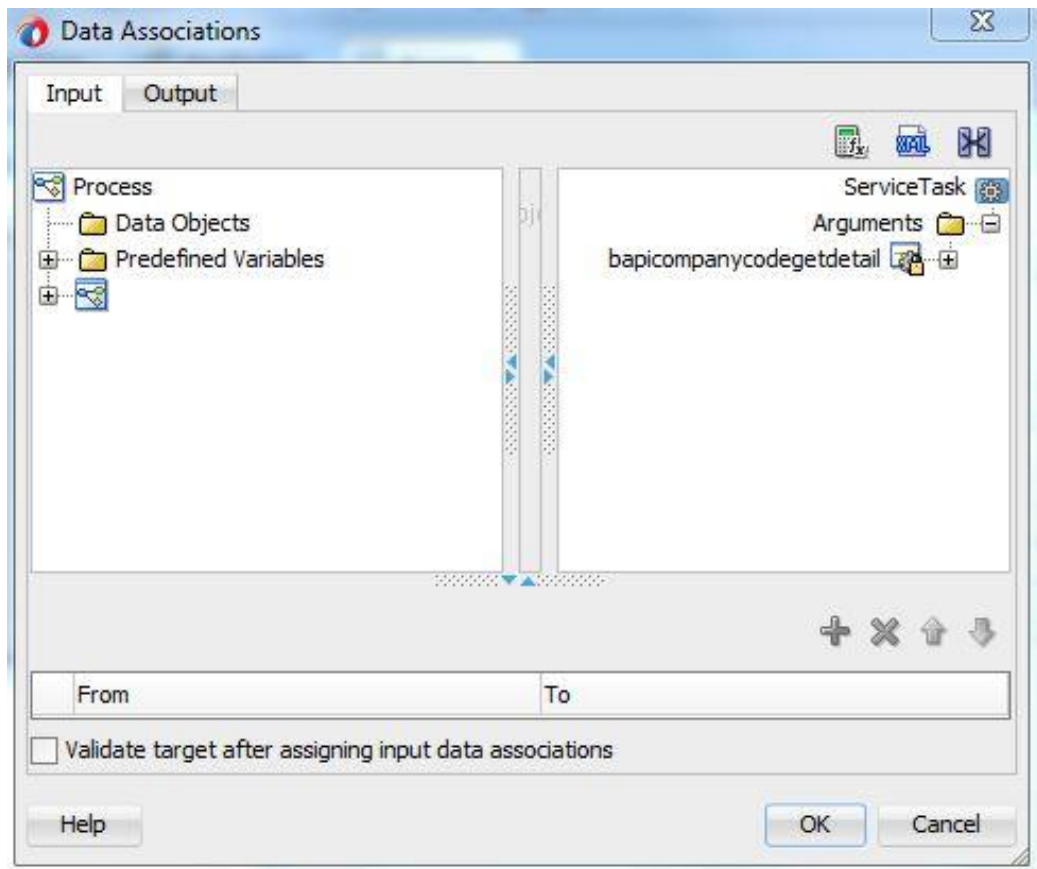 Data Associations
Input Output
Process
Data Objects
Predefined Variables
ServiceTask
Arguments
bapicompanycodegetdetail
From To
Validate target after assigning input data associations
Help OK Cancel